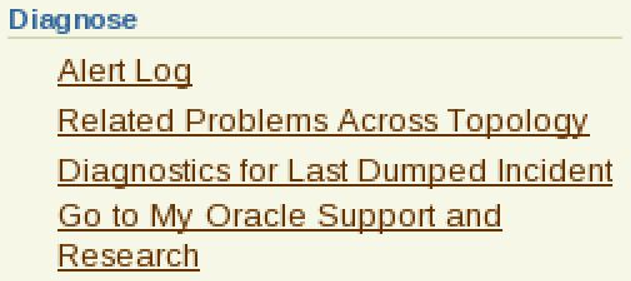 Diagnose
Alert Log
Related Problems Across Topology
Diagnostics for Last Dumped Incident
Go to My Oracle Support and
Research